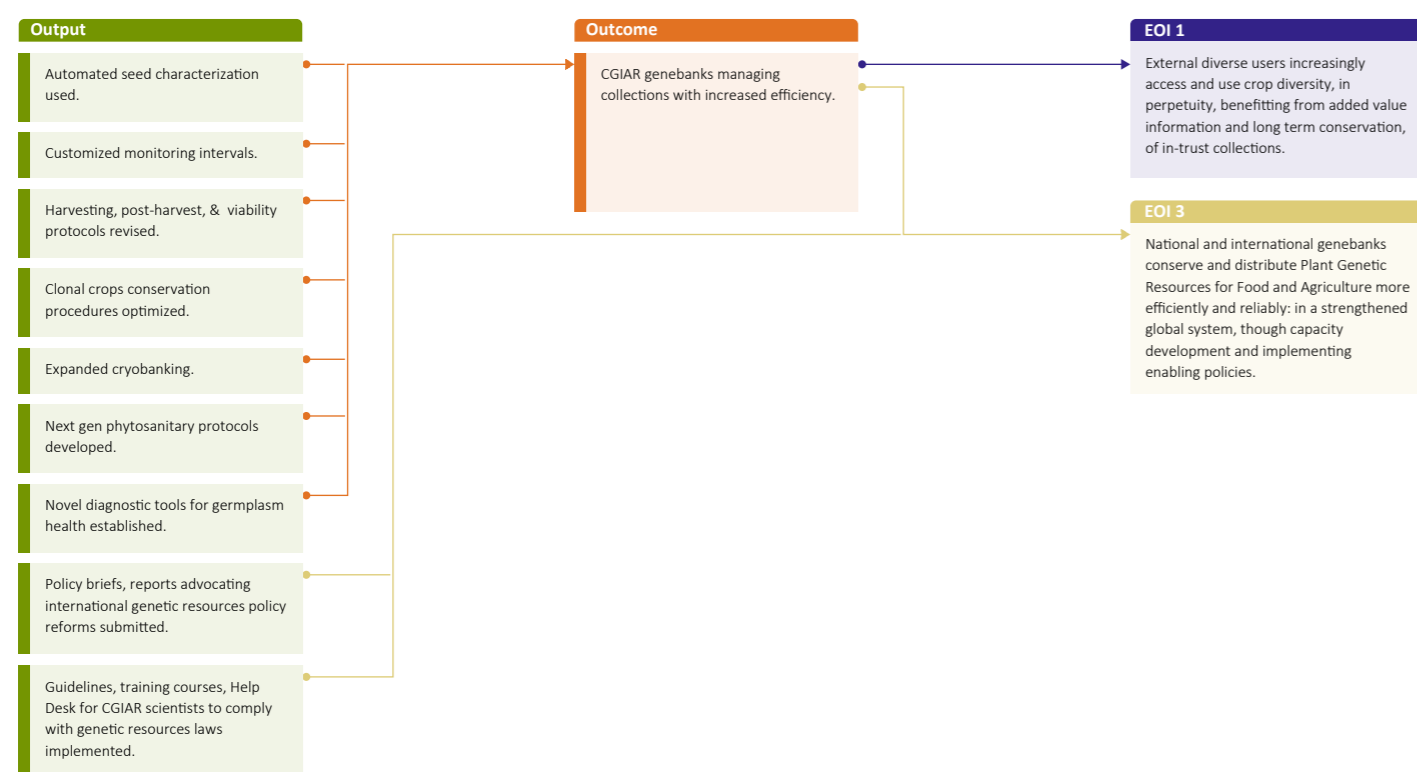 Output
Automated seed characterization
used.
Customized monitoring intervals.
Harvesting, post-harvest, & viability
protocols revised.
Clonal crops conservation
procedures optimized.
Expanded cryobanking.
Next gen phytosanitary protocols
developed.
Novel diagnostic tools for germplasm
health established.
Policy briefs, reports advocating
international genetic resources policy
reforms submitted.
Guidelines, training courses, Help
Desk for CGIAR scientists to comply
with genetic resources laws
implemented.
Outcome
CGIAR genebanks managing
collections with increased efficiency.
EOI 1
External diverse users increasingly
access and use crop diversity, in
perpetuity, benefitting from added value
information and long term conservation,
of in-trust collections.
EOI 3
National and international genebanks
conserve and distribute Plant Genetic
Resources for Food and Agriculture more
efficiently and reliably: in a strengthened
global system, though capacity
development and implementing
enabling policies.